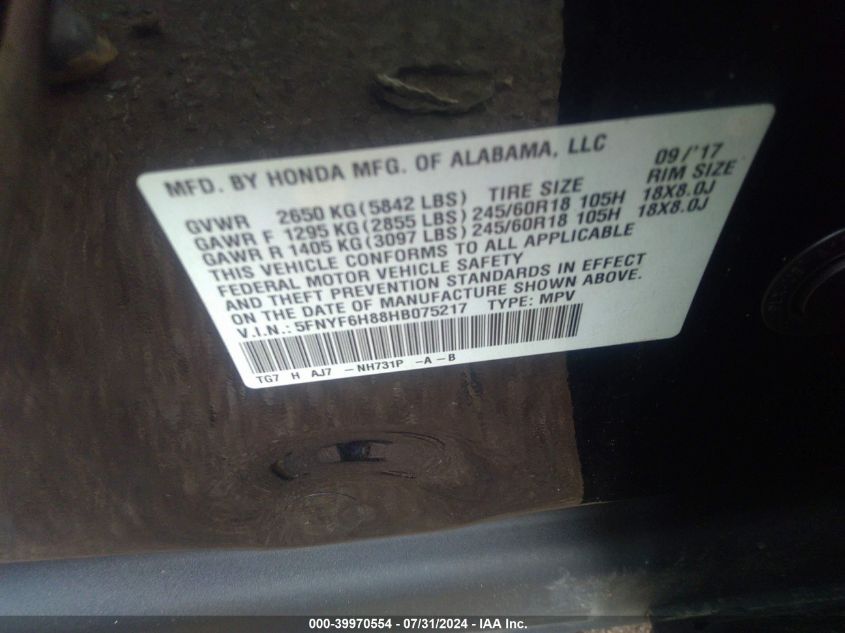 MFD. BY HONDA MFG. OF ALABAMA, LLC 09/'17
GVWR 2650 KG(5842 LBS) TIRE SIZE RIM SIZE
GAWR F 1295 KG(2855 LBS) 245/60R18 105H 18X8.0J
GAWR R 1405 KG(3097 LBS) 245/60R18 105H 18X8.0J
THIS VEHICLE CONFORMS TO ALL APPLICABLE
FEDERAL MOTOR VEHICLE SAFETY
AND THEFT PREVENTION STANDARDS IN EFFECT
ON THE DATE OF MANUFACTURE SHOWN ABOVE.
V.I.N.: 5FNYF6H88HB075217 TYPE: MPV
TG7 H AJ7 -NH731P -A-B
000-39970554 - 07/31/2024 - IAA Inc.